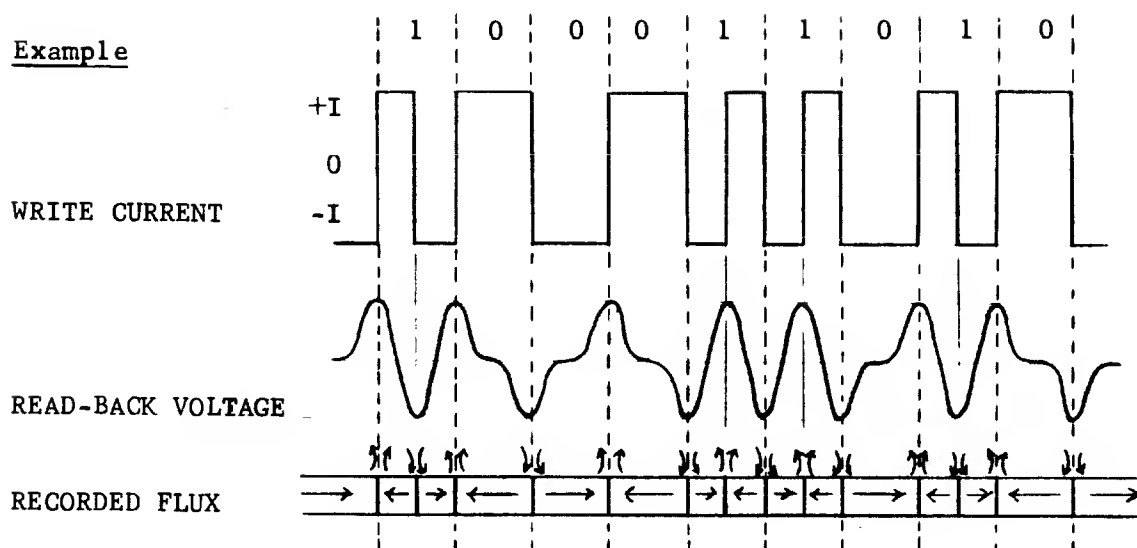 1 0 0 0 1 1 0 1 0
Example
+I
0
WRITE CURRENT -I
READ-BACK VOLTAGE
RECORDED FLUX